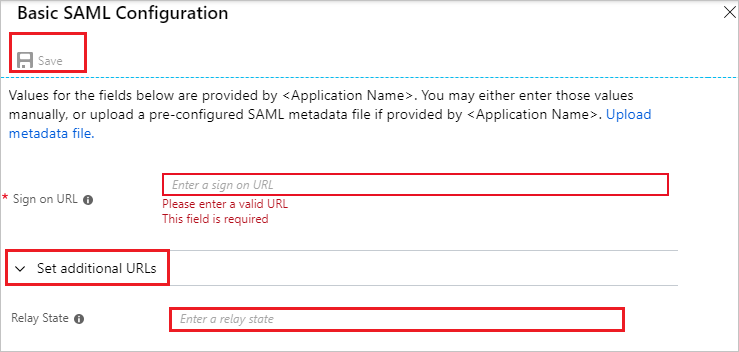 Basic SAML Configuration
Save
Values for the fields below are provided by <Application Name>. You may either enter those values
manually, or upload a pre-configured SAML metadata file if provided by <Application Name>. Upload
metadata file.
* Sign on URL
Enter a sign on URL
Please enter a valid URL
This field is required
Set additional URLs
Relay State
Enter a relay state